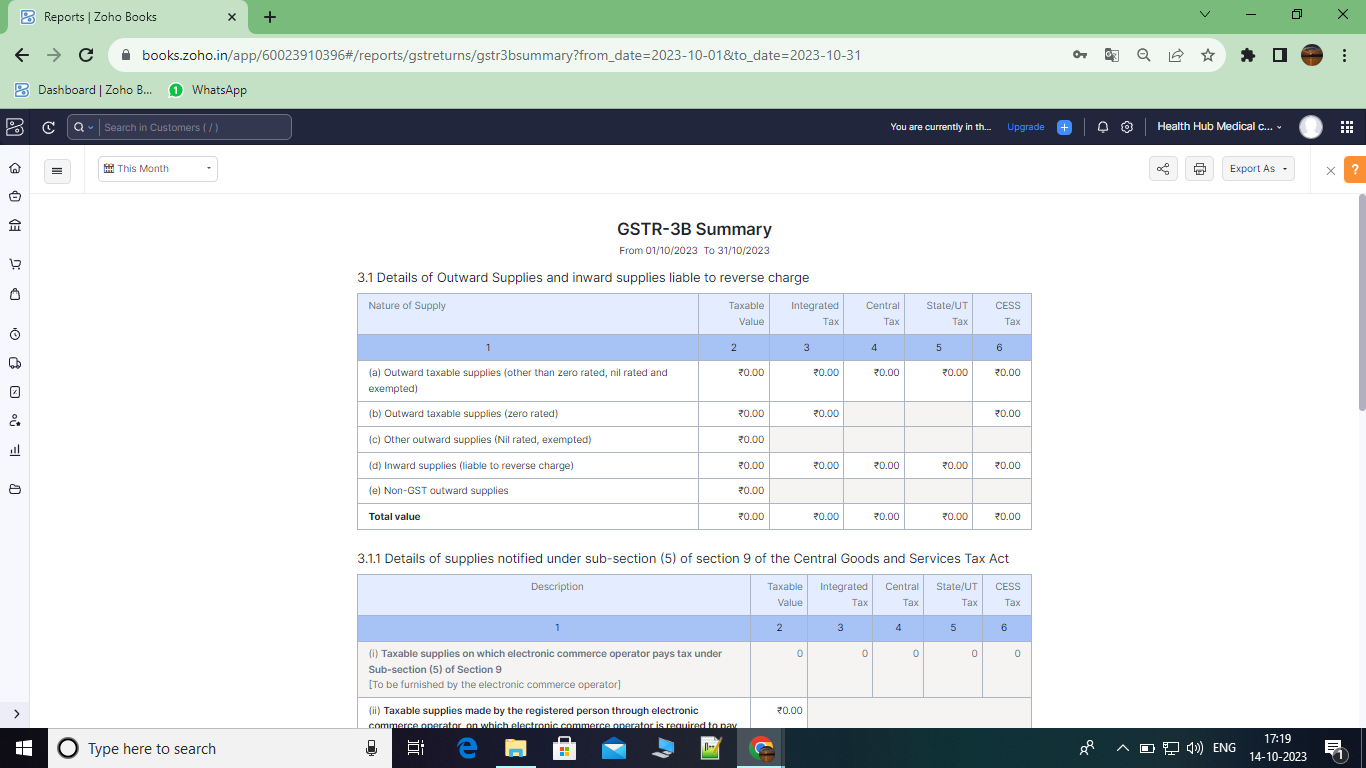 Reports | Zoho Books
books.zoho.in/app/60023910396#/reports/gstreturns/gstr3bsummary?from_date=2023-10-01&to_date=2023-10-31
Dashboard | Zoho B... 1 WhatsApp
Search in Customers ( / ) You are currently in th... Upgrade Health Hub Medical c...
This Month Export As ?
GSTR-3B Summary
From 01/10/2023 To 31/10/2023
3.1 Details of Outward Supplies and inward supplies liable to reverse charge
Nature of Supply Taxable Value Integrated Tax Central Tax State/UT Tax CESS Tax
1 2 3 4 5 6
(a) Outward taxable supplies (other than zero rated, nil rated and ₹0.00 ₹0.00 ₹0.00 ₹0.00 ₹0.00
exempted)
(b) Outward taxable supplies (zero rated) ₹0.00 ₹0.00 ₹0.00
(c) Other outward supplies (Nil rated, exempted) ₹0.00
(d) Inward supplies (liable to reverse charge) ₹0.00 ₹0.00 ₹0.00 ₹0.00 ₹0.00
(e) Non-GST outward supplies ₹0.00
Total value ₹0.00 ₹0.00 ₹0.00 ₹0.00 ₹0.00
3.1.1 Details of supplies notified under sub-section (5) of section 9 of the Central Goods and Services Tax Act
Description Taxable Value Integrated Tax Central Tax State/UT Tax CESS Tax
1 2 3 4 5 6
(i) Taxable supplies on which electronic commerce operator pays tax under 0 0 0 0 0
Sub-section (5) of Section 9
[To be furnished by the electronic commerce operator]
(ii) Taxable supplies made by the registered person through electronic ₹0.00
commerce operator, on which electronic commerce operator is required to pay
Type here to search ENG 17:19
14-10-2023 1